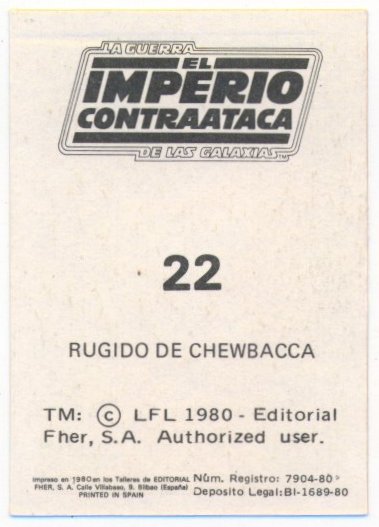 LA GUERRA
EL
IMPERIO
CONTRAATACA
DE LAS GALAXIAS™
22
RUGIDO DE CHEWBACCA
TM: © LFL 1980 - Editorial
Fher, S.A. Authorized user.
Impreso en 1980 en los Talleres de EDITORIAL
FHER, S. A. Calle Villabaso, 9. Bilbao (España)
PRINTED IN SPAIN
Núm. Registro: 7904-80
Deposito Legal: BI-1689-80